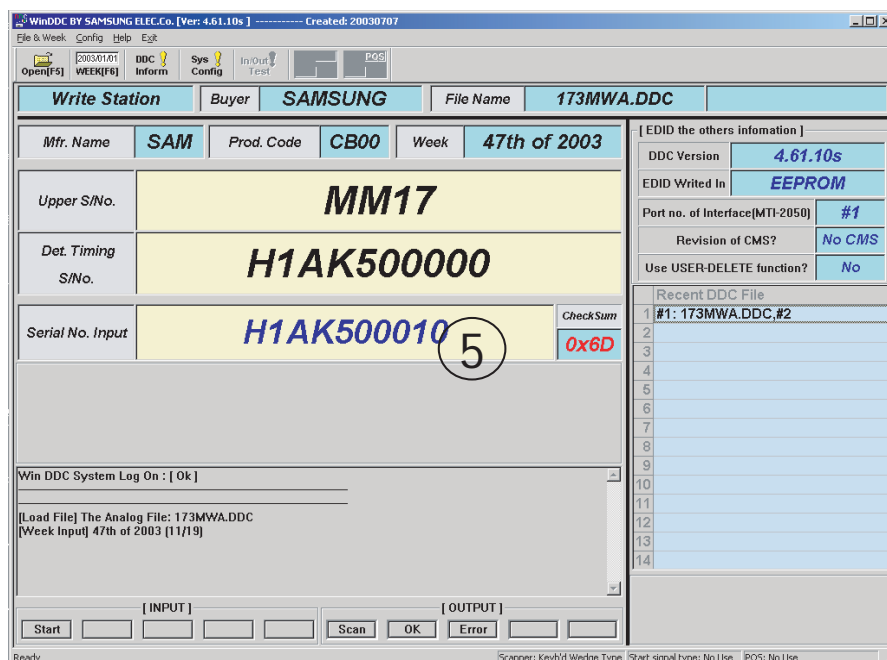 WinDDC BY SAMSUNG ELEC.Co. [Ver: 4.61.10s ] ----------- Created: 20030707
File & Week Config Help Exit
Open[F5]
2003/01/01 WEEK[F6]
DDC Inform
Sys Config
In/Out Test
POS
Write Station Buyer SAMSUNG File Name 173MWA.DDC
Mfr. Name SAM Prod. Code CB00 Week 47th of 2003
Upper S/No. MM17
Det. Timing S/No. H1AK500000
Serial No. Input H1AK500010
5
CheckSum
0x6D
[ EDID the others infomation ]
DDC Version 4.61.10s
EDID Writed In EEPROM
Port no. of Interface(MTI-2050) #1
Revision of CMS? No CMS
Use USER-DELETE function? No
Recent DDC File
1 #1: 173MWA.DDC,#2
2
3
4
5
6
7
8
9
10
11
12
13
14
Win DDC System Log On : [ Ok ]
[Load File] The Analog File: 173MWA.DDC
[Week Input] 47th of 2003 (11/19)
[ INPUT ]
Start
[ OUTPUT ]
Scan OK Error
Ready
Scanner: Keyb'd Wedge Type Start signal type: No Use POS: No Use